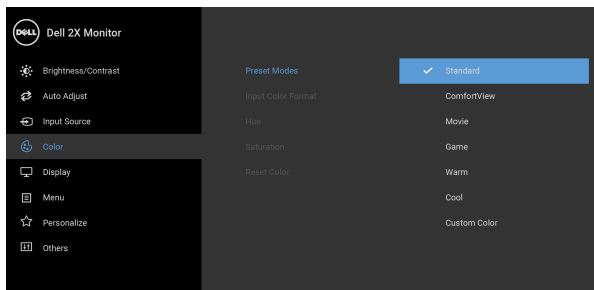 DELL Dell 2X Monitor
Brightness/Contrast Preset Modes Standard
Auto Adjust Input Color Format ComfortView
Input Source Hue Movie
Color Saturation Game
Display Reset Color Warm
Menu Cool
Personalize Custom Color
Others